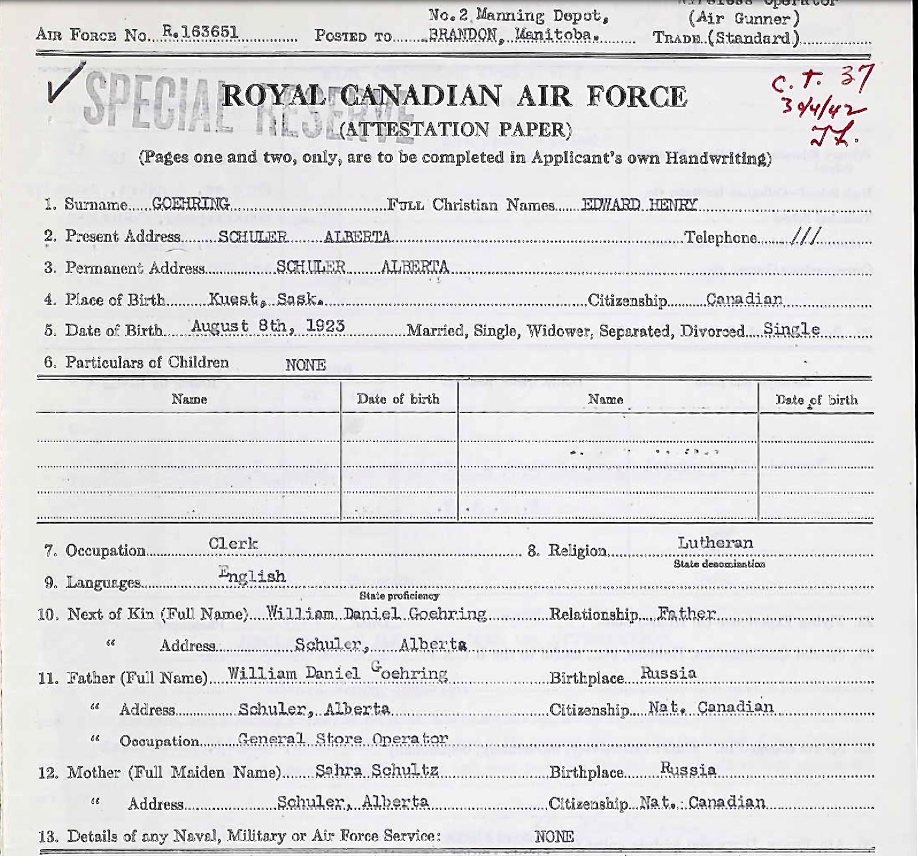 Wireless Operator
No. 2 Manning Depot, (Air Gunner)
AIR FORCE NO. R.163651 POSTED TO BRANDON, Manitoba. TRADE (Standard)
SPECIAL RESERVE
C.T. 37
ROYAL CANADIAN AIR FORCE
30/4/42
(ATTESTATION PAPER)
(Pages one and two, only, are to be completed in Applicant's own Handwriting)
1. Surname GOEHRING FULL Christian Names EDWARD HENRY
2. Present Address SCHULER ALBERTA Telephone ///
3. Permanent Address SCHULER ALBERTA
4. Place of Birth Kuest, Sask. Citizenship Canadian
5. Date of Birth August 8th, 1923 Married, Single, Widower, Separated, Divorced Single
6. Particulars of Children NONE
Name Date of birth Name Date of birth
7. Occupation Clerk 8. Religion Lutheran
State denomination
9. Languages English
State proficiency
10. Next of Kin (Full Name) William Daniel Goehring Relationship Father
" Address Schuler, Alberta
11. Father (Full Name) William Daniel Goehring Birthplace Russia
" Address Schuler, Alberta Citizenship Nat. Canadian
" Occupation General Store Operator
12. Mother (Full Maiden Name) Sahra Schultz Birthplace Russia
" Address Schuler, Alberta Citizenship Nat. Canadian
13. Details of any Naval, Military or Air Force Service: NONE